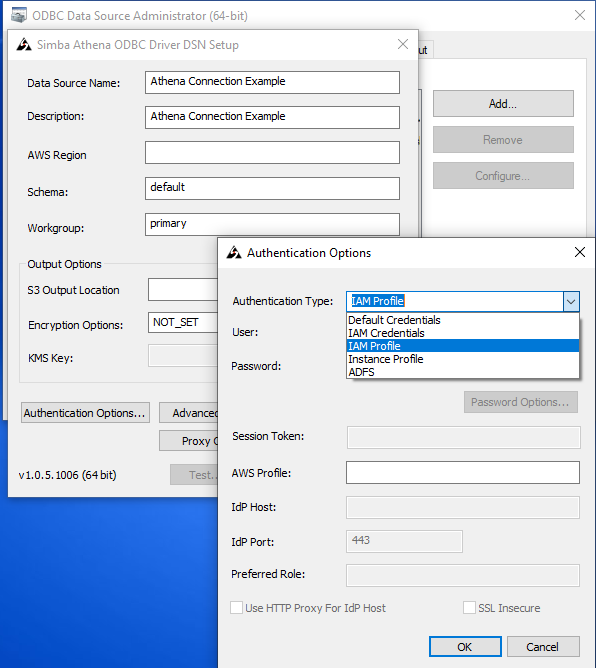 ODBC Data Source Administrator (64-bit)
Simba Athena ODBC Driver DSN Setup
Data Source Name:
Athena Connection Example
Description:
Athena Connection Example
AWS Region
Schema:
default
Workgroup:
primary
Output Options
S3 Output Location
Encryption Options:
NOT_SET
KMS Key:
Authentication Options...
Advanced
Proxy
v1.0.5.1006 (64 bit)
Test...
Add...
Remove
Configure...
Authentication Options
Authentication Type:
IAM Profile
Default Credentials
IAM Credentials
IAM Profile
Instance Profile
ADFS
User:
Password:
Password Options...
Session Token:
AWS Profile:
IdP Host:
IdP Port:
443
Preferred Role:
Use HTTP Proxy For IdP Host
SSL Insecure
OK
Cancel